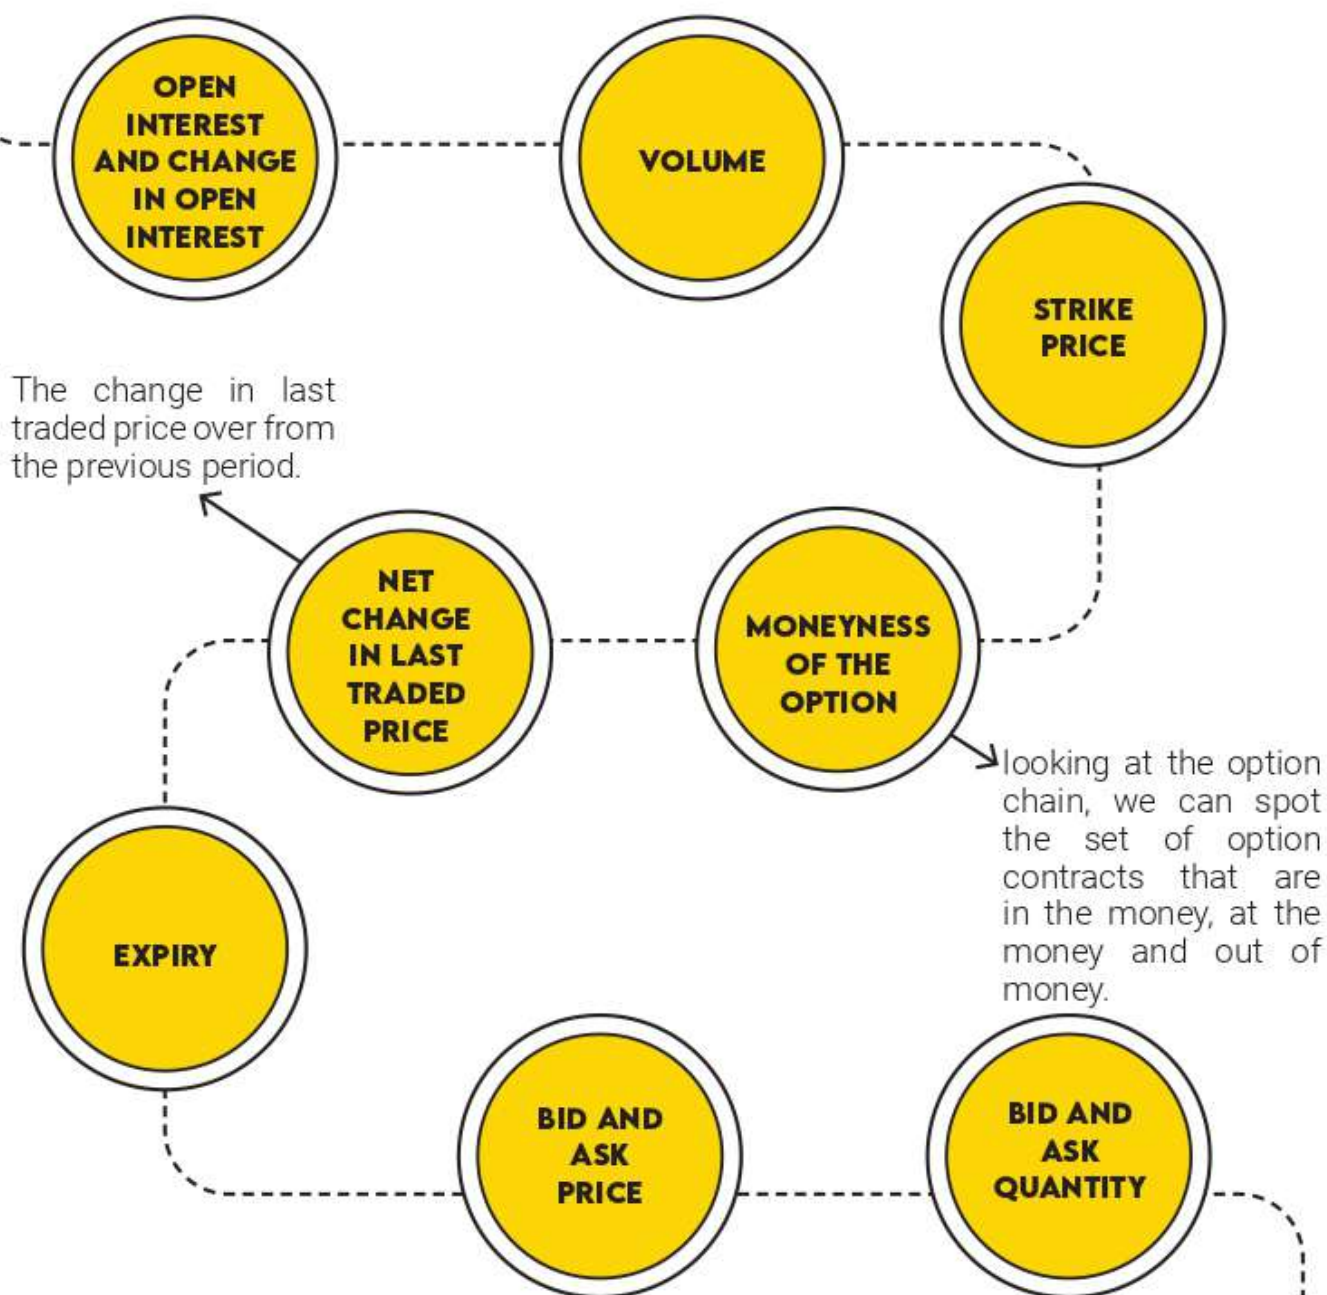 OPEN
INTEREST
AND CHANGE
IN OPEN
INTEREST
VOLUME
STRIKE
PRICE
The change in last
traded price over from
the previous period.
NET
CHANGE
IN LAST
TRADED
PRICE
MONEYNESS
OF THE
OPTION
looking at the option
chain, we can spot
the set of option
contracts that are
in the money, at the
money and out of
money.
EXPIRY
BID AND
ASK
PRICE
BID AND
ASK
QUANTITY